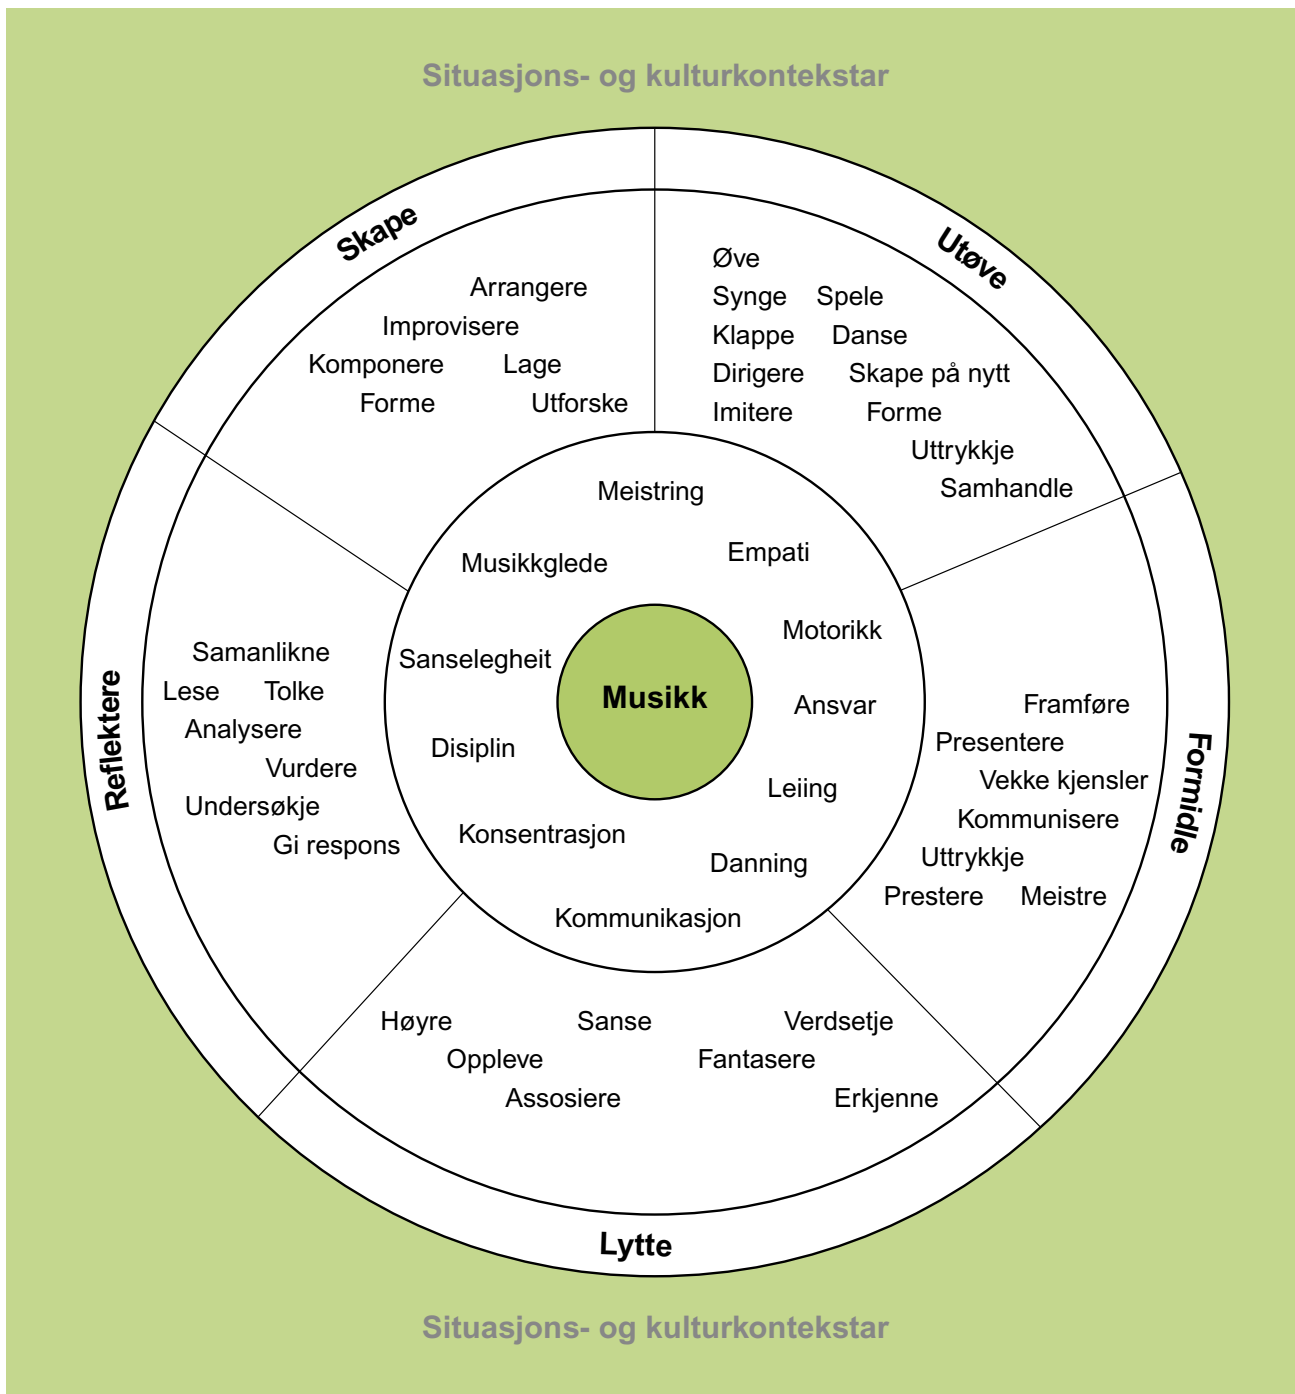 Situasjons- og kulturkontekstar
Skape
Arrangere
Improvisere
Komponere Lage
Forme Utforske
Utøve
Øve
Synge Spele
Klappe Danse
Dirigere Skape på nytt
Imitere Forme
Uttrykkje
Samhandle
Formidle
Framføre
Presentere
Vekke kjensler
Kommunisere
Uttrykkje
Prestere Meistre
Lytte
Høyre Sanse Verdsetje
Oppleve Fantasere
Assosiere Erkjenne
Reflektere
Samanlikne
Lese Tolke
Analysere
Vurdere
Undersøkje
Gi respons
Meistring
Empati
Musikkglede
Motorikk
Sanselegheit
Musikk
Ansvar
Disiplin
Leiing
Konsentrasjon
Danning
Kommunikasjon
Situasjons- og kulturkontekstar